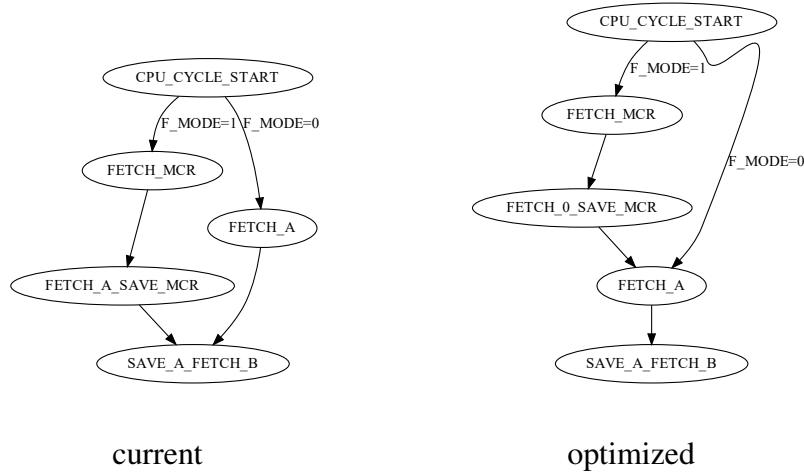 CPU_CYCLE_START
F_MODE=1
F_MODE=0
FETCH_MCR
FETCH_A
FETCH_A_SAVE_MCR
SAVE_A_FETCH_B
current
CPU_CYCLE_START
F_MODE=1
FETCH_MCR
F_MODE=0
FETCH_0_SAVE_MCR
FETCH_A
SAVE_A_FETCH_B
optimized